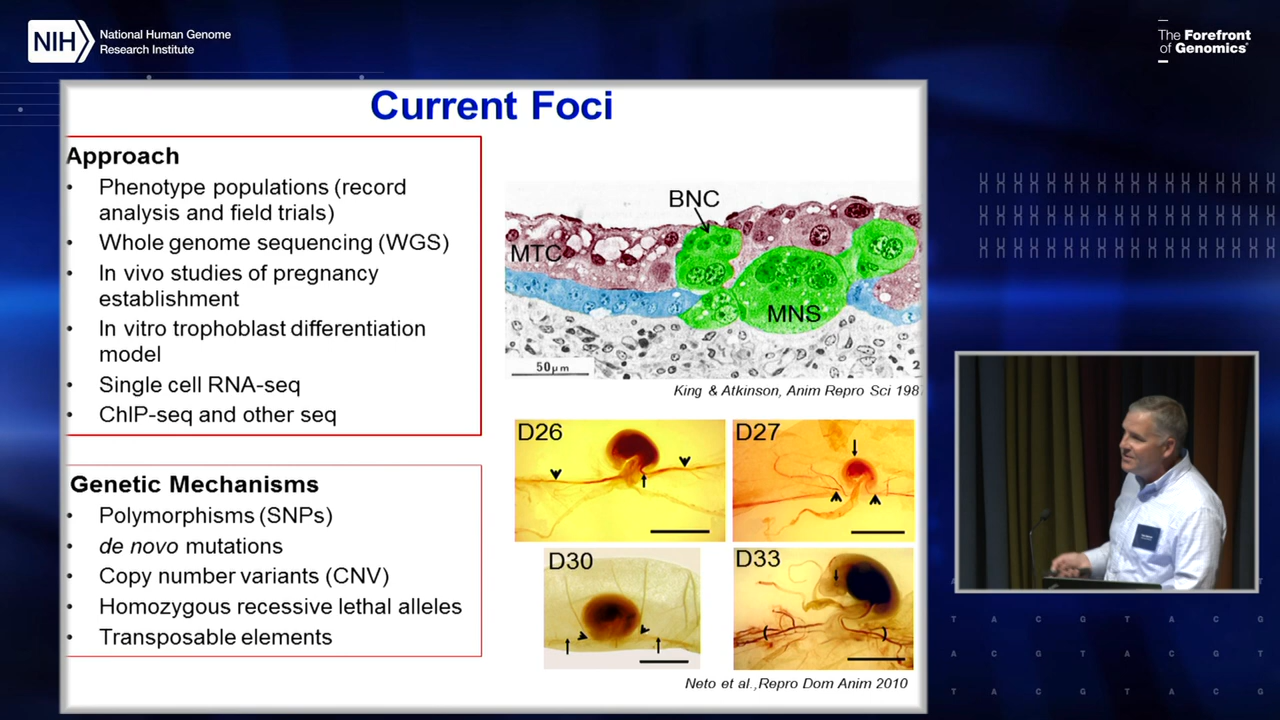 NIH
National Human Genome
Research Institute
The Forefront
of Genomics®
Current Foci
Approach
• Phenotype populations (record
analysis and field trials)
• Whole genome sequencing (WGS)
• In vivo studies of pregnancy
establishment
• In vitro trophoblast differentiation
model
• Single cell RNA-seq
• ChIP-seq and other seq
Genetic Mechanisms
• Polymorphisms (SNPs)
• de novo mutations
• Copy number variants (CNV)
• Homozygous recessive lethal alleles
• Transposable elements
BNC
MTC
MNS
50μm
2
King & Atkinson, Anim Repro Sci 198
D26
D27
D30
D33
Neto et al.,Repro Dom Anim 2010
T A C G T A C G
A C G T A C G T
T A C G T A C G